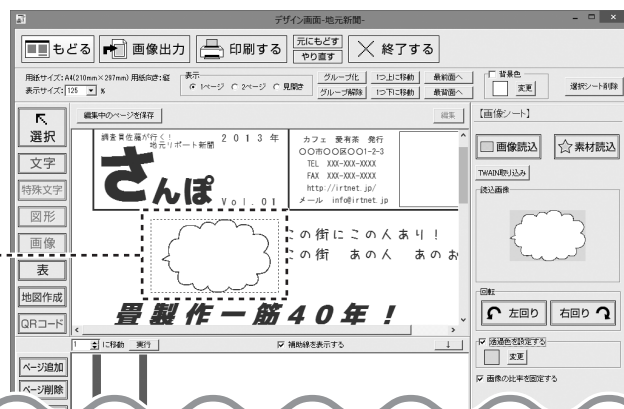 デザイン画面-地元新聞-
もどる
画像出力
印刷する
元にもどす
やり直す
終了する
用紙サイズ:A4(210mm×297mm) 用紙向き:縦
表示サイズ: 125 %
表示
1ページ 2ページ 見開き
グループ化 1つ上に移動 最前面へ
グループ解除 1つ下に移動 最背面へ
背景色
変更
選択シート削除
選択
文字
特殊文字
図形
画像
表
地図作成
QRコード
ページ追加
ページ削除
編集中のページを保存
編集
調査員佐藤が行く!
地元リポート新聞
2013年
さんぽ
Vol.01
カフェ 愛有茶 発行
○○市○○区○○1-2-3
TEL XXX-XXX-XXXX
FAX XXX-XXX-XXXX
http://irtnet.jp/
メール info@irtnet.jp
この街にこの人あり!
の街 あの人 あのお
畳製作一筋40年!
1 に移動 実行
補助線を表示する
↓
【画像シート】
画像読込
素材読込
TWAIN取り込み
読込画像
回転
左回り
右回り
透過色を設定する
変更
画像の比率を固定する